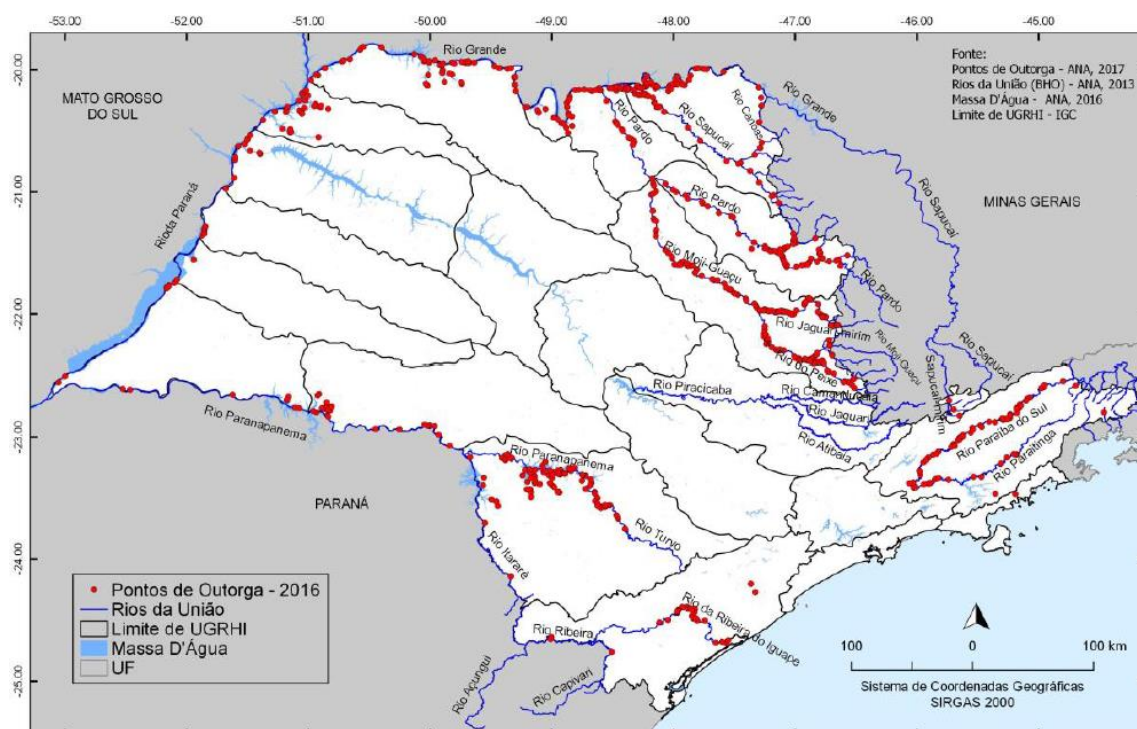 -53.00
-52.00
-51.00
-50.00
-49.00
-48.00
-47.00
-46.00
-45.00
-20.00
-21.00
-22.00
-23.00
-24.00
-25.00
Rio Grande
Fonte:
Pontos de Outorga - ANA, 2017
Rios da União (BHO) - ANA, 2013
Massa D'Água - ANA, 2016
Limite de UGRHI - IGC
MATO GROSSO
DO SUL
Rio Pardo
Rio Sapucaí
Rio Canoas
Rio Grande
Rio Sapucaí
MINAS GERAIS
Rioda Paraná
Rio Pardo
Rio Moji-Guaçu
Rio Pardo
Rio Jaguari-mirim
Rio Moji-Guaçu
Rio do Peixe
Rio Sapucaí
Sapucaí-mirim
Rio Piracicaba
Rio Camanducaia
Rio Jaguari
Rio Atibaia
Rio Paraíba do Sul
Rio Paraitinga
Rio Paranapanema
Rio Paranapanema
PARANÁ
Rio Turvo
Rio Itararé
Rio Ribeira
Rio da Ribeira do Iguape
Rio Açungui
Rio Capivari
Pontos de Outorga - 2016
Rios da União
Limite de UGRHI
Massa D'Água
UF
100
0
100 km
Sistema de Coordenadas Geográficas
SIRGAS 2000